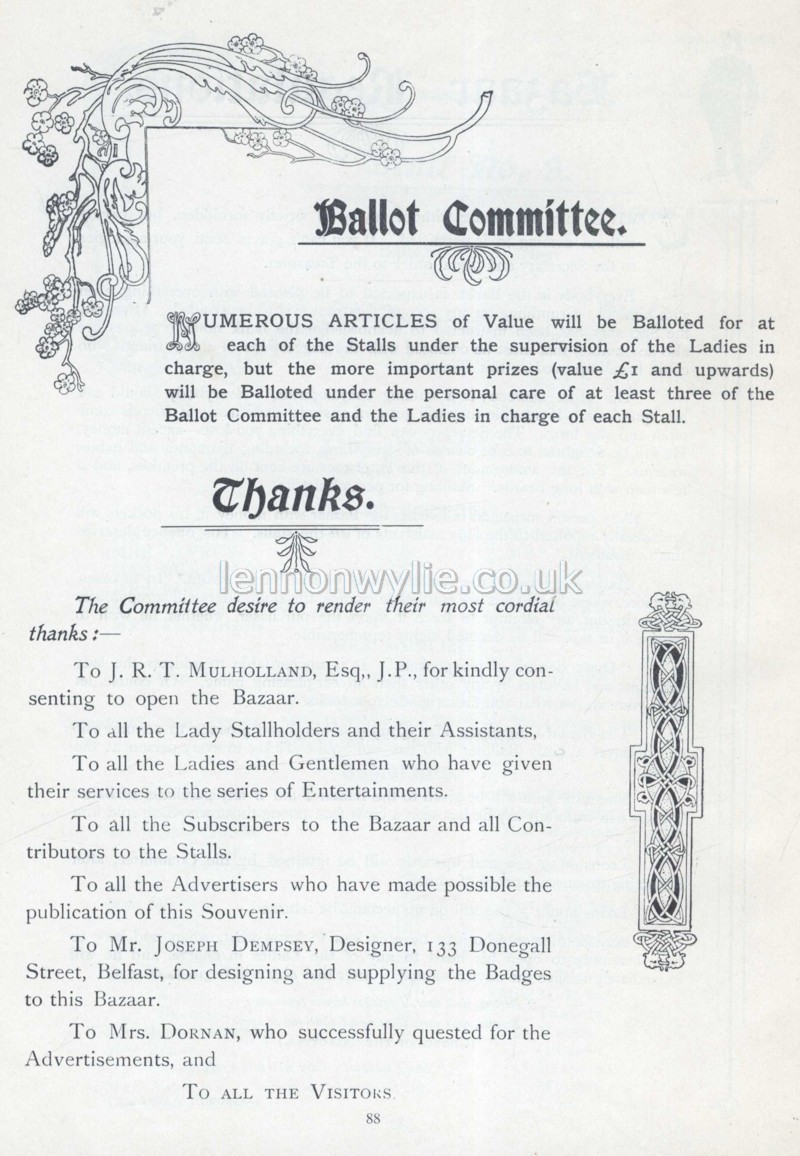 Ballot Committee.
NUMEROUS ARTICLES of Value will be Balloted for at
each of the Stalls under the supervision of the Ladies in
charge, but the more important prizes (value £1 and upwards)
will be Balloted under the personal care of at least three of the
Ballot Committee and the Ladies in charge of each Stall.
Thanks.
lennonwylie.co.uk
The Committee desire to render their most cordial
thanks :—
To J. R. T. MULHOLLAND, Esq,, J.P., for kindly con-
senting to open the Bazaar.
To all the Lady Stallholders and their Assistants,
To all the Ladies and Gentlemen who have given
their services to the series of Entertainments.
To all the Subscribers to the Bazaar and all Con-
tributors to the Stalls.
To all the Advertisers who have made possible the
publication of this Souvenir.
To Mr. JOSEPH DEMPSEY, Designer, 133 Donegall
Street, Belfast, for designing and supplying the Badges
to this Bazaar.
To Mrs. DORNAN, who successfully quested for the
Advertisements, and
TO ALL THE VISITORS.
88